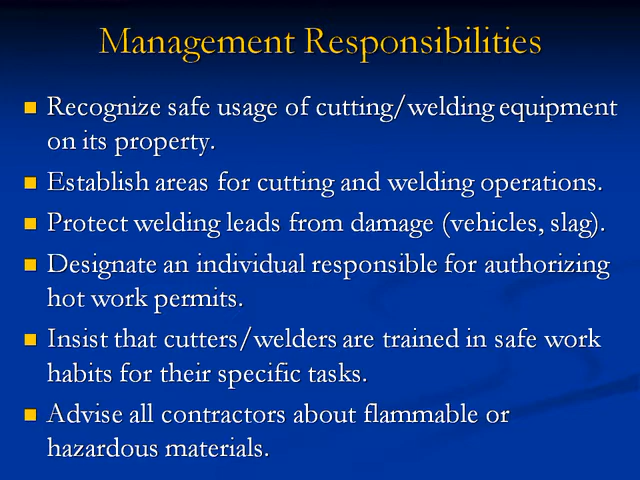 Management Responsibilities
Recognize safe usage of cutting/welding equipment
on its property.
Establish areas for cutting and welding operations.
Protect welding leads from damage (vehicles, slag).
Designate an individual responsible for authorizing
hot work permits.
Insist that cutters/welders are trained in safe work
habits for their specific tasks.
Advise all contractors about flammable or
hazardous materials.